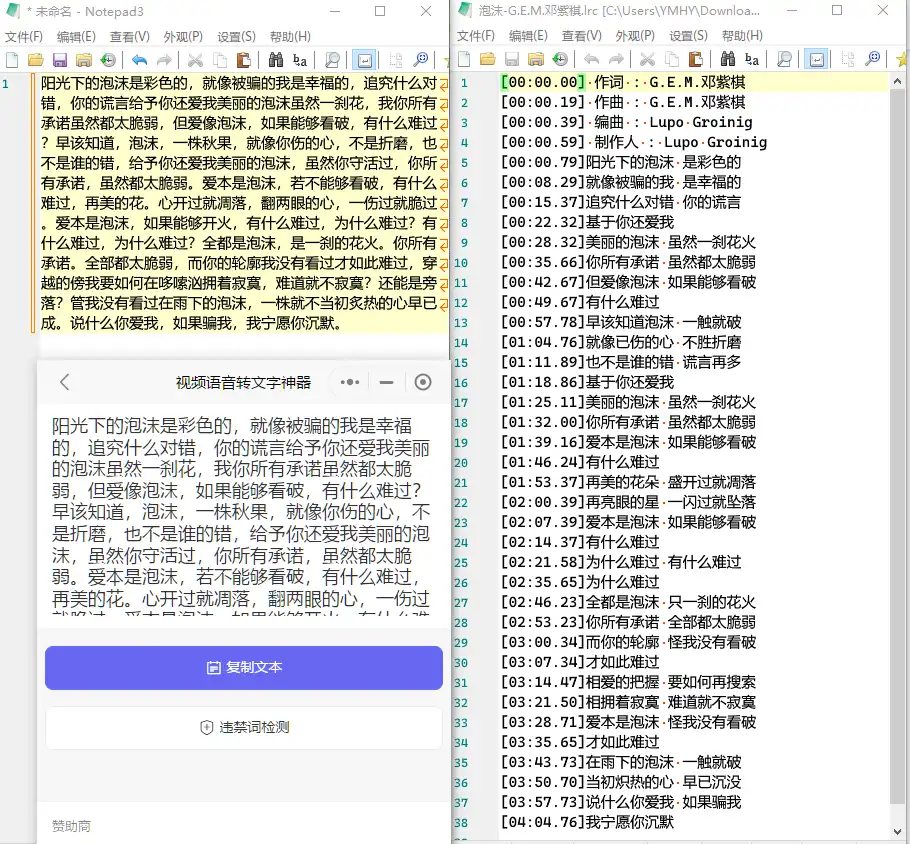 * 未命名 - Notepad3
文件(F) 编辑(E) 查看(V) 外观(P) 设置(S) 帮助(H)
1
阳光下的泡沫是彩色的，就像被骗的我是幸福的，追究什么对
错，你的谎言给予你还爱我美丽的泡沫虽然一刹花，我你所有
承诺虽然都太脆弱，但爱像泡沫，如果能够看破，有什么难过
？早该知道，泡沫，一株秋果，就像你伤的心，不是折磨，也
不是谁的错，给予你还爱我美丽的泡沫，虽然你守活过，你所
有承诺，虽然都太脆弱。爱本是泡沫，若不能够看破，有什么
难过，再美的花。心开过就凋落，翻两眼的心，一伤过就脆过
。爱本是泡沫，如果能够开火，有什么难过，为什么难过？有
什么难过，为什么难过？全都是泡沫，是一刹的花火。你所有
承诺。全部都太脆弱，而你的轮廓我没有看过才如此难过，穿
越的傍我要如何在哆嗦汹拥着寂寞，难道就不寂寞？还能是旁
落？管我没有看过在雨下的泡沫，一株就不当初炙热的心早已
成。说什么你爱我，如果骗我，我宁愿你沉默。
视频语音转文字神器
阳光下的泡沫是彩色的，就像被骗的我是幸福
的，追究什么对错，你的谎言给予你还爱我美丽
的泡沫虽然一刹花，我你所有承诺虽然都太脆
弱，但爱像泡沫，如果能够看破，有什么难过？
早该知道，泡沫，一株秋果，就像你伤的心，不
是折磨，也不是谁的错，给予你还爱我美丽的泡
沫，虽然你守活过，你所有承诺，虽然都太脆
弱。爱本是泡沫，若不能够看破，有什么难过，
再美的花。心开过就凋落，翻两眼的心，一伤过
就脆过。爱本是泡沫，如果能够开火，有什么难
复制文本
违禁词检测
赞助商
泡沫-G.E.M.邓紫棋.lrc [C:\Users\YMHY\Downloa...
文件(F) 编辑(E) 查看(V) 外观(P) 设置(S) 帮助(H)
1 [00:00.00] 作词 : G.E.M.邓紫棋
2 [00:00.19] 作曲 : G.E.M.邓紫棋
3 [00:00.39] 编曲 : Lupo Groinig
4 [00:00.59] 制作人 : Lupo Groinig
5 [00:00.79]阳光下的泡沫 是彩色的
6 [00:08.29]就像被骗的我 是幸福的
7 [00:15.37]追究什么对错 你的谎言
8 [00:22.32]基于你还爱我
9 [00:28.32]美丽的泡沫 虽然一刹花火
10 [00:35.66]你所有承诺 虽然都太脆弱
11 [00:42.67]但爱像泡沫 如果能够看破
12 [00:49.67]有什么难过
13 [00:57.78]早该知道泡沫 一触就破
14 [01:04.76]就像已伤的心 不胜折磨
15 [01:11.89]也不是谁的错 谎言再多
16 [01:18.86]基于你还爱我
17 [01:25.11]美丽的泡沫 虽然一刹花火
18 [01:32.00]你所有承诺 虽然都太脆弱
19 [01:39.16]爱本是泡沫 如果能够看破
20 [01:46.24]有什么难过
21 [01:53.37]再美的花朵 盛开过就凋落
22 [02:00.39]再亮眼的星 一闪过就坠落
23 [02:07.39]爱本是泡沫 如果能够看破
24 [02:14.37]有什么难过
25 [02:21.58]为什么难过 有什么难过
26 [02:35.65]为什么难过
27 [02:46.23]全都是泡沫 只一刹的花火
28 [02:53.23]你所有承诺 全部都太脆弱
29 [03:00.34]而你的轮廓 怪我没有看破
30 [03:07.34]才如此难过
31 [03:14.47]相爱的把握 要如何再搜索
32 [03:21.50]相拥着寂寞 难道就不寂寞
33 [03:28.71]爱本是泡沫 怪我没有看破
34 [03:35.65]才如此难过
35 [03:43.73]在雨下的泡沫 一触就破
36 [03:50.70]当初炽热的心 早已沉没
37 [03:57.73]说什么你爱我 如果骗我
38 [04:04.76]我宁愿你沉默